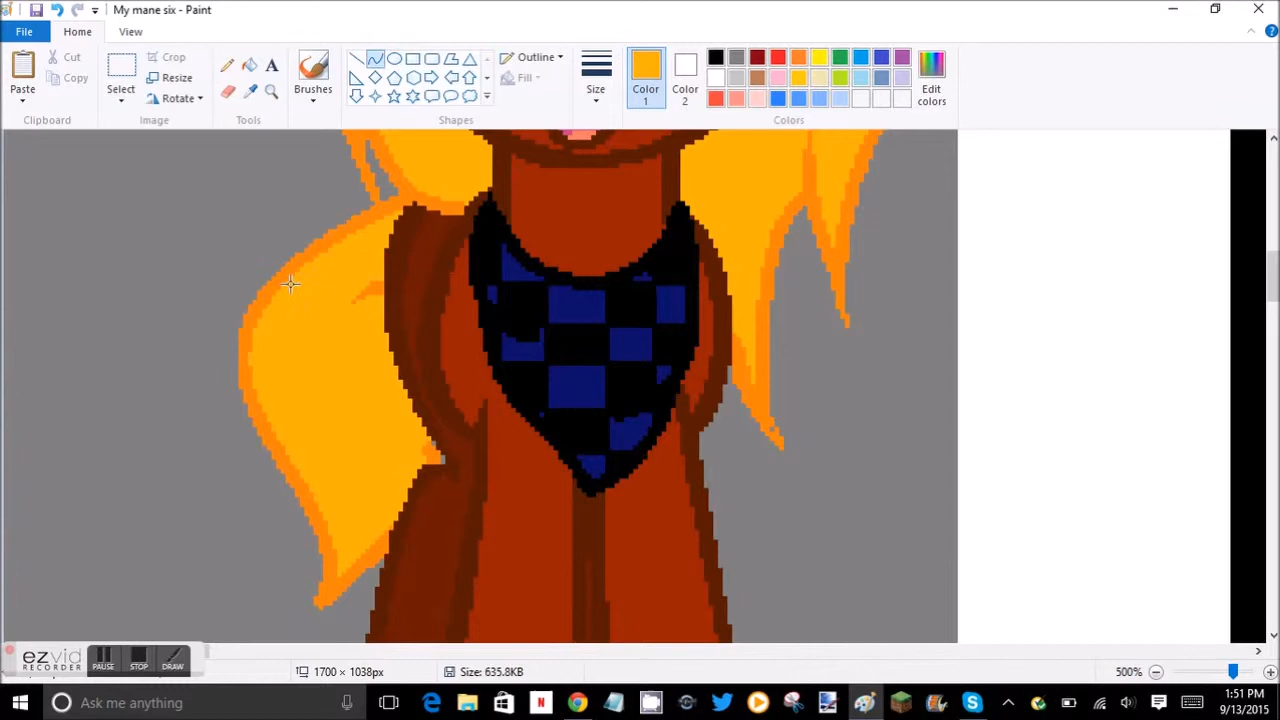 My mane six - Paint
File Home View
Paste Cut Copy Clipboard
Select Crop Resize Rotate Image
Tools
Brushes
Shapes Outline Fill
Size
Color 1 Color 2 Edit colors Colors
ezvid RECORDER PAUSE STOP DRAW
1700 × 1038px Size: 635.8KB 500%
Ask me anything
1:51 PM
9/13/2015